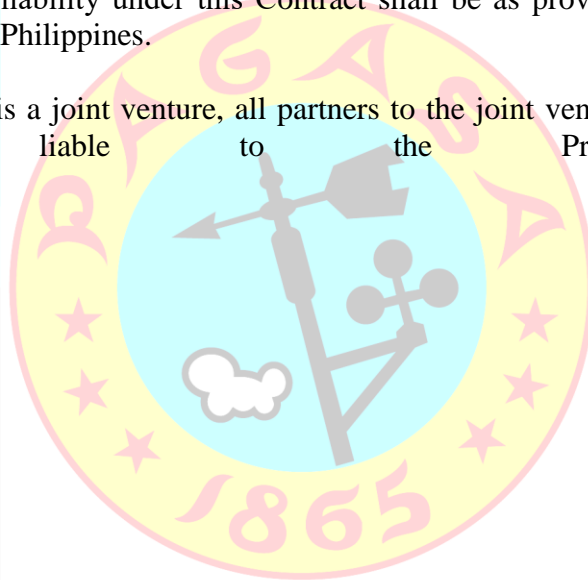 liability under this Contract shall be as prov
Philippines.
is a joint venture, all partners to the joint ven
liable to the Pr
PAGASA
1865